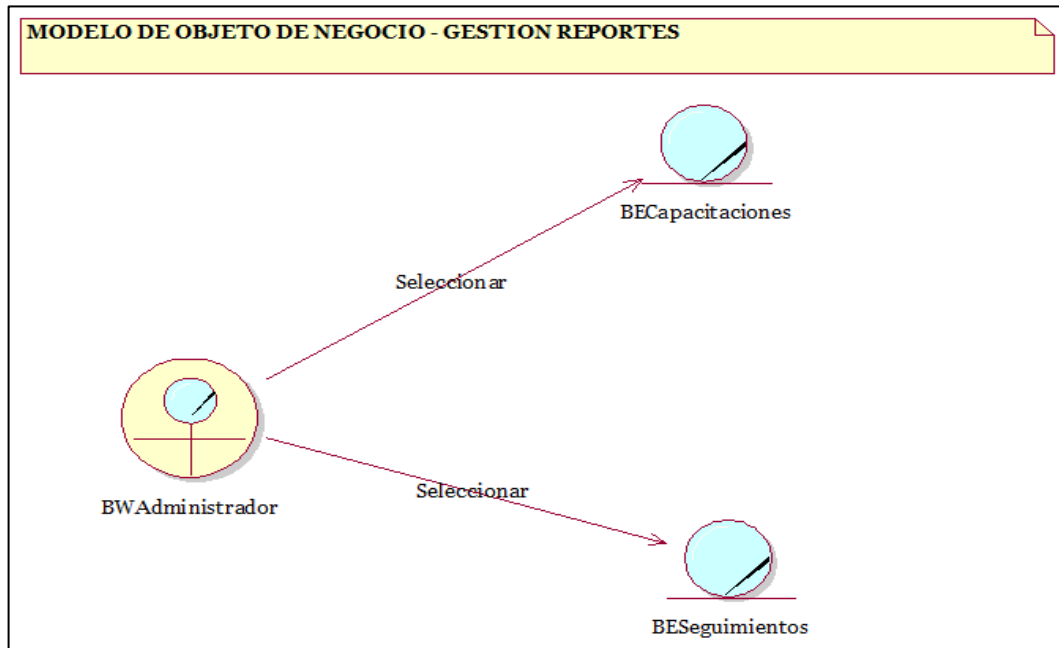 MODELO DE OBJETO DE NEGOCIO - GESTION REPORTES
BECapacitaciones
Seleccionar
BWAdministrador
Seleccionar
BESeguimientos